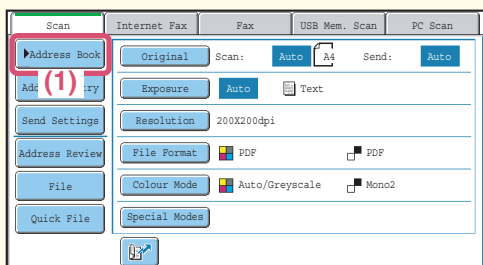 Scan Internet Fax Fax USB Mem. Scan PC Scan
Address Book Original Scan: Auto A4 Send: Auto
(1) Exposure Auto Text
Send Settings Resolution 200X200dpi
Address Review File Format PDF PDF
File Colour Mode Auto/Greyscale Mono2
Quick File Special Modes